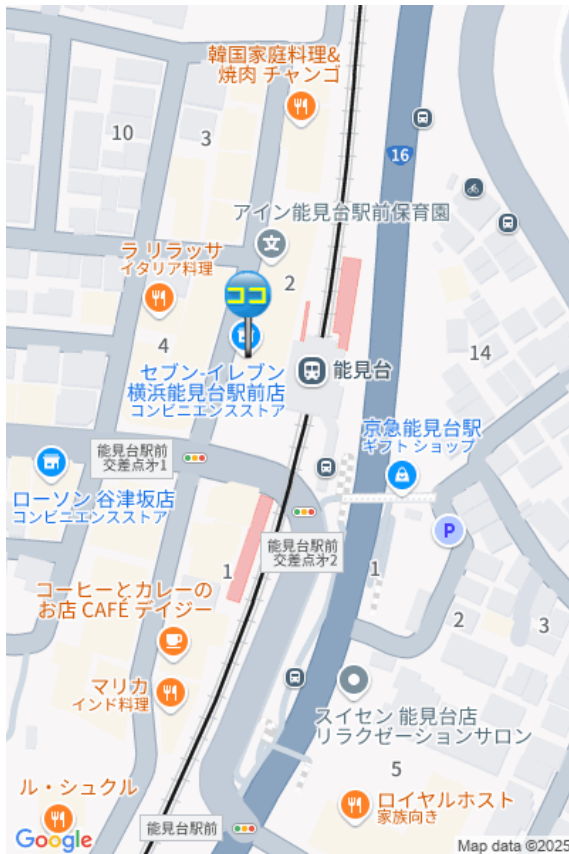 韓国家庭料理&
焼肉 チャンゴ
10
3
16
アイン能見台駅前保育園
ラ リラッサ
イタリア料理
2
ココ
4
セブン-イレブン
横浜能見台駅前店
コンビニエンスストア
能見台
14
京急能見台駅
ギフト ショップ
能見台駅前
交差点㐧1
ローソン 谷津坂店
コンビニエンスストア
P
能見台駅前
交差点㐧2
1
1
コーヒーとカレーの
お店 CAFÉ デイジー
2
3
マリカ
インド料理
スイセン 能見台店
リラクゼーションサロン
5
ル・シュクル
ロイヤルホスト
家族向き
能見台駅前
Google
Map data ©2025